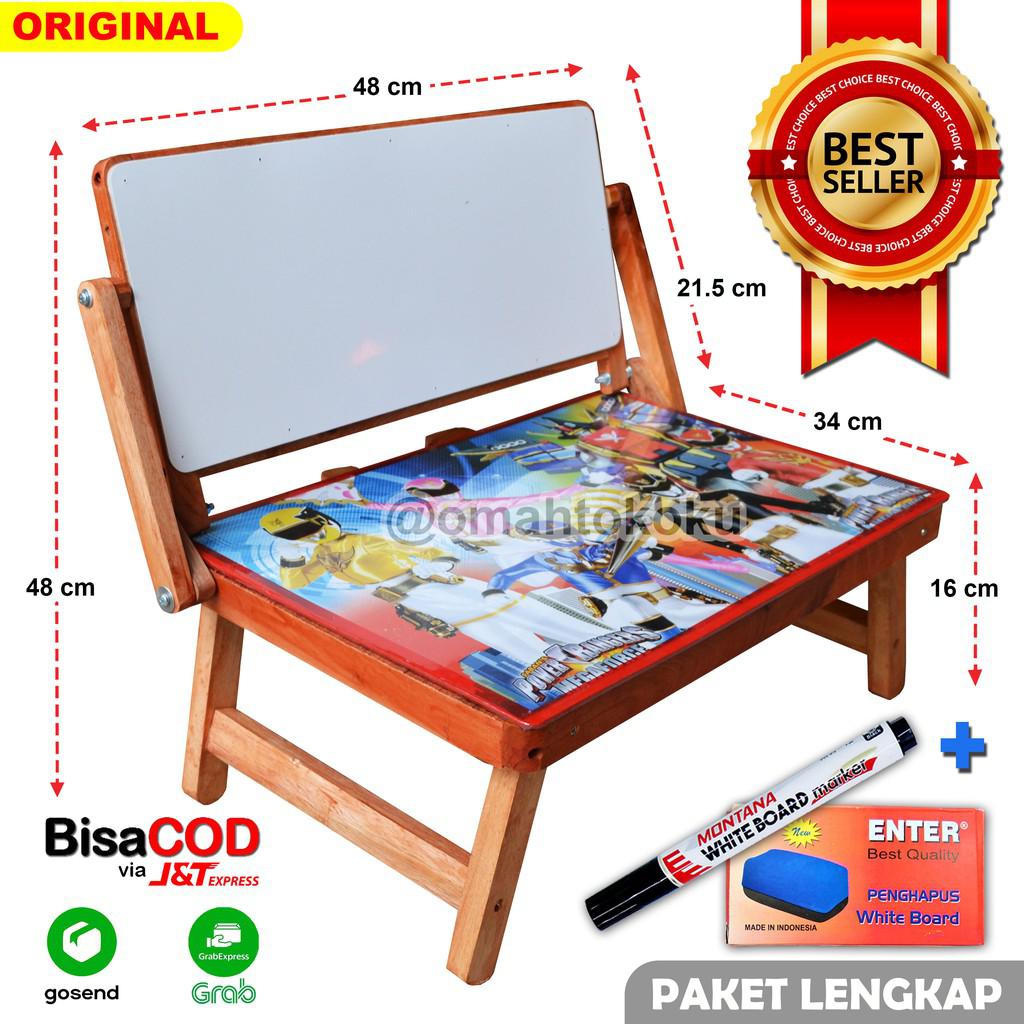 ORIGINAL
48 cm
BEST CHOICE BEST CHOICE BEST CHOICE
BEST
SELLER
21.5 cm
34 cm
@omahtokoku
48 cm
16 cm
POWER RANGERS
MEGAFORCE
BisaCOD
via J&T EXPRESS
MONTANA
WHITE BOARD marker
New
ENTER®
Best Quality
PENGHAPUS
White Board
MADE IN INDONESIA
gosend
GrabExpress
Grab
PAKET LENGKAP